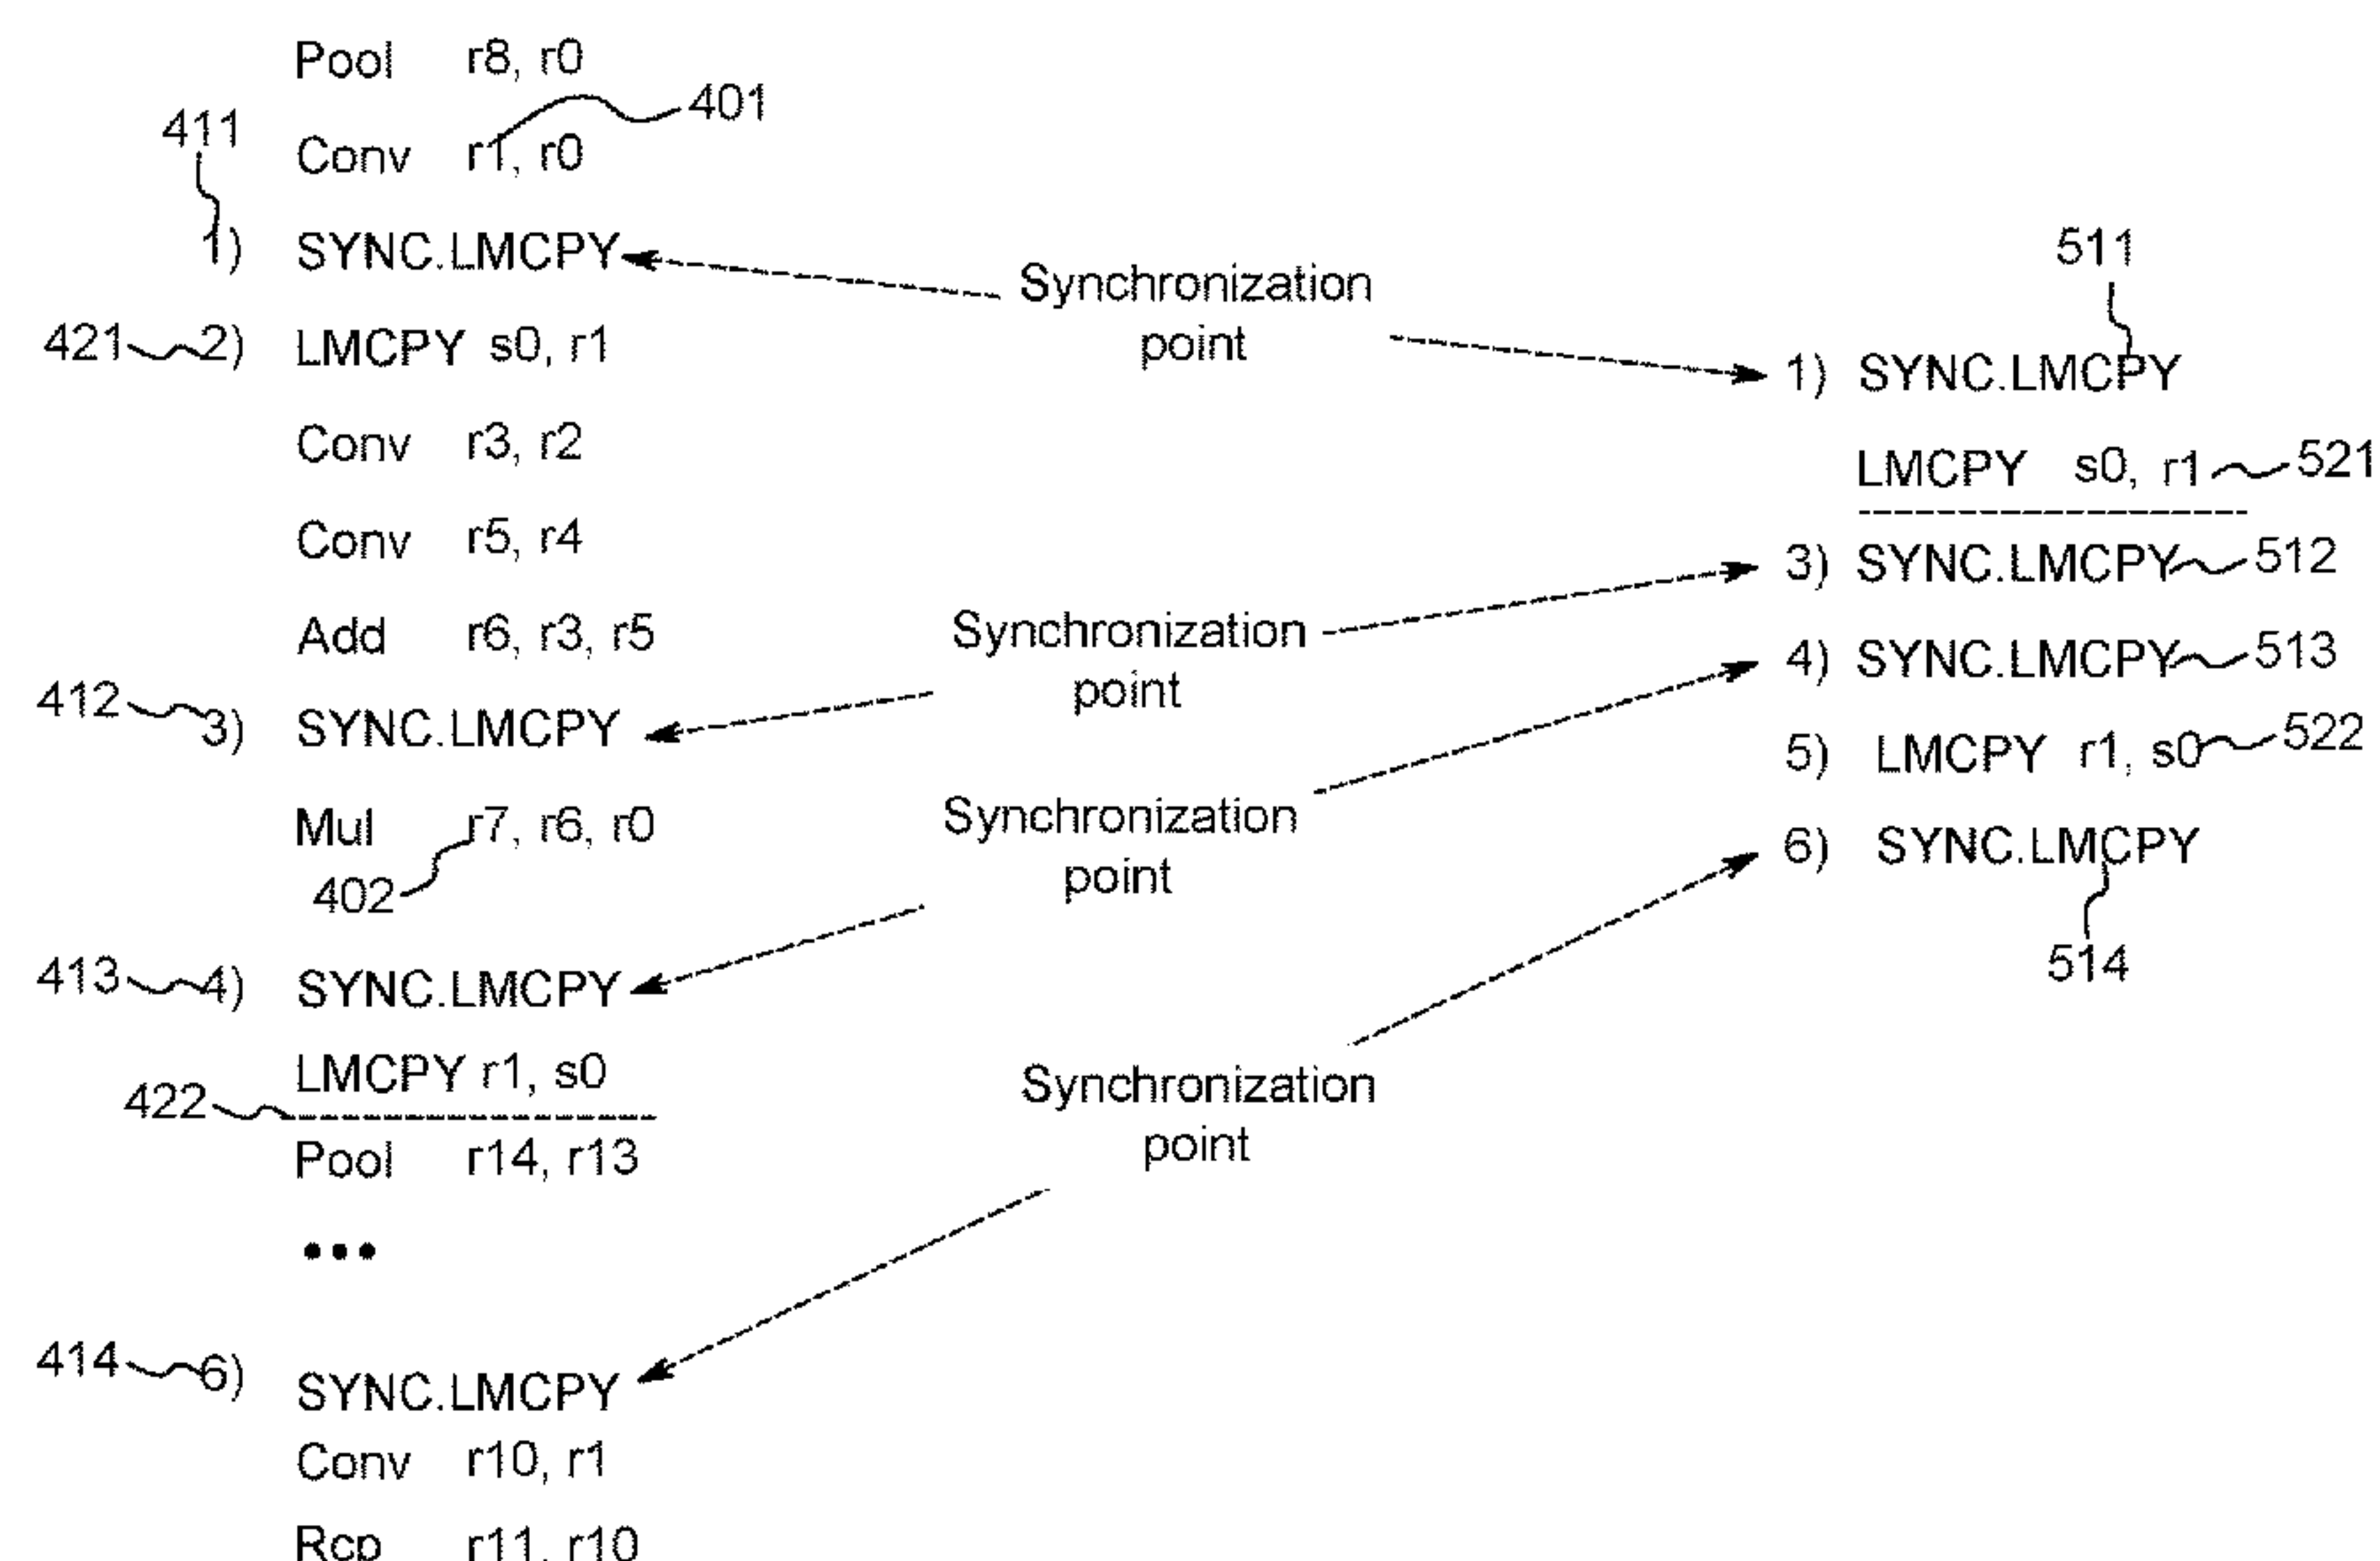 Pool r8, r0
401
411
Conv r1, r0
1) SYNC.LMCPY
421 2) LMCPY s0, r1
Conv r3, r2
Conv r5, r4
Add r6, r3, r5
412 3) SYNC.LMCPY
Mul r7, r6, r0
402
413 4) SYNC.LMCPY
LMCPY r1, s0
422
Pool r14, r13
•••
414 6) SYNC.LMCPY
Conv r10, r1
Rcp r11, r10
Synchronization
point
Synchronization
point
Synchronization
point
Synchronization
point
511
1) SYNC.LMCPY
LMCPY s0, r1 521
3) SYNC.LMCPY 512
4) SYNC.LMCPY 513
5) LMCPY r1, s0 522
6) SYNC.LMCPY
514